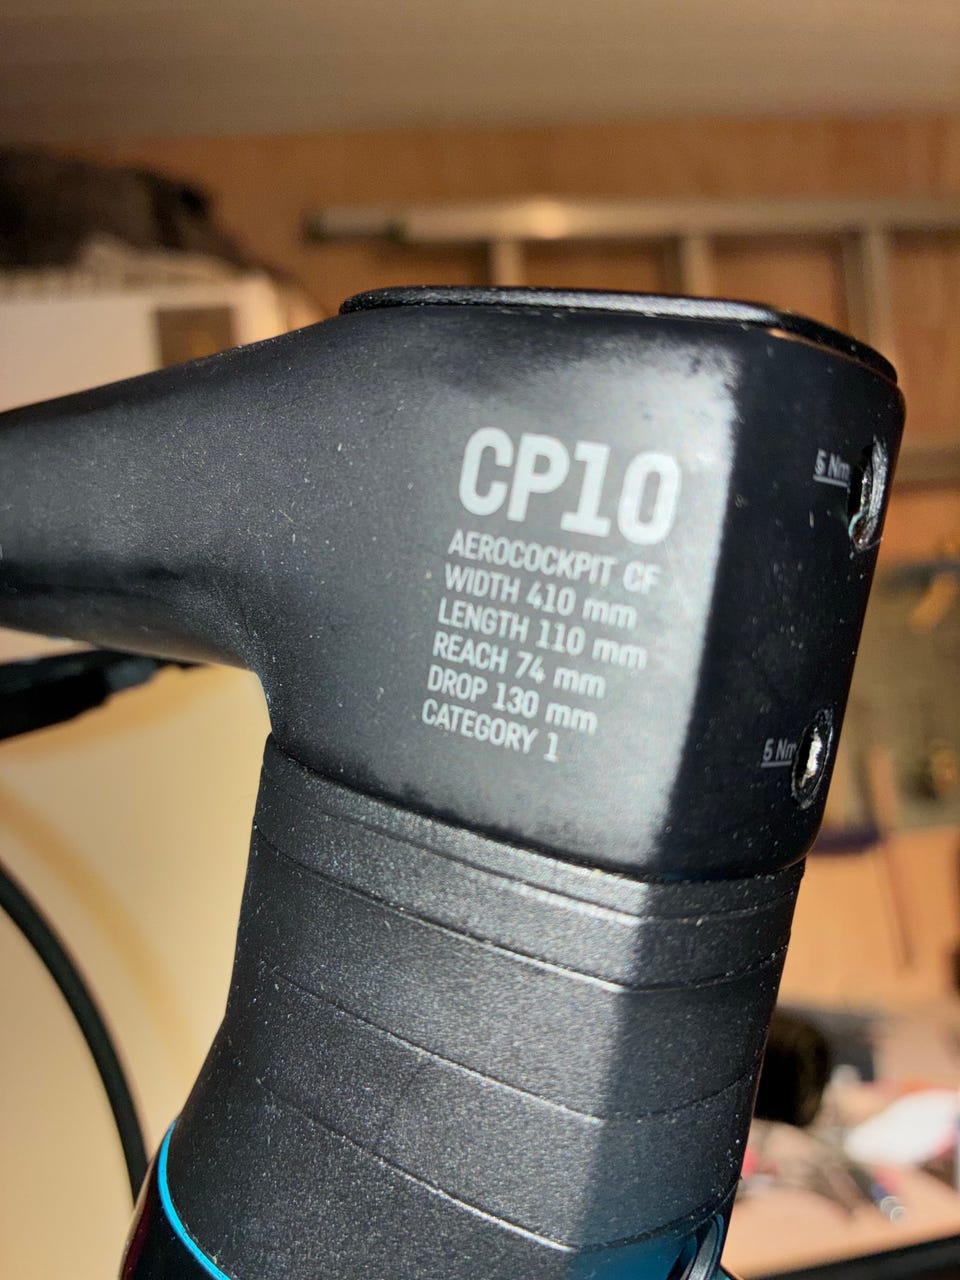 CP10
AEROCOCKPIT CF
WIDTH 410 mm
LENGTH 110 mm
REACH 74 mm
DROP 130 mm
CATEGORY 1
5 Nm
5 Nm